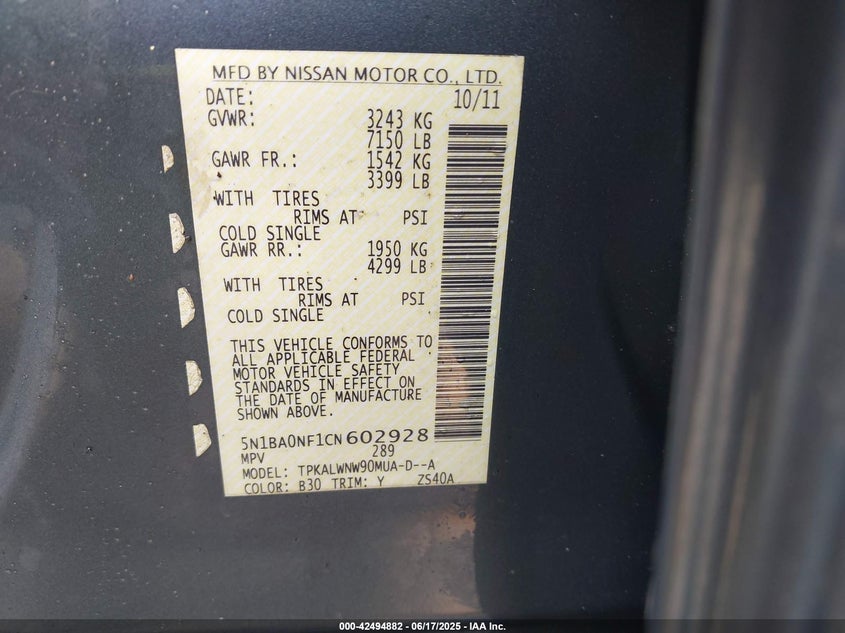 MFD BY NISSAN MOTOR CO., LTD.
DATE: 10/11
GVWR: 3243 KG
7150 LB
GAWR FR.: 1542 KG
3399 LB
WITH TIRES
RIMS AT PSI
COLD SINGLE
GAWR RR.: 1950 KG
4299 LB
WITH TIRES
RIMS AT PSI
COLD SINGLE
THIS VEHICLE CONFORMS TO
ALL APPLICABLE FEDERAL
MOTOR VEHICLE SAFETY
STANDARDS IN EFFECT ON
THE DATE OF MANUFACTURE
SHOWN ABOVE.
5N1BA0NF1CN602928
MPV 289
MODEL: TPKALWNW90MUA-D--A
COLOR: B30 TRIM: Y ZS40A
000-42494882 - 06/17/2025 - IAA Inc.